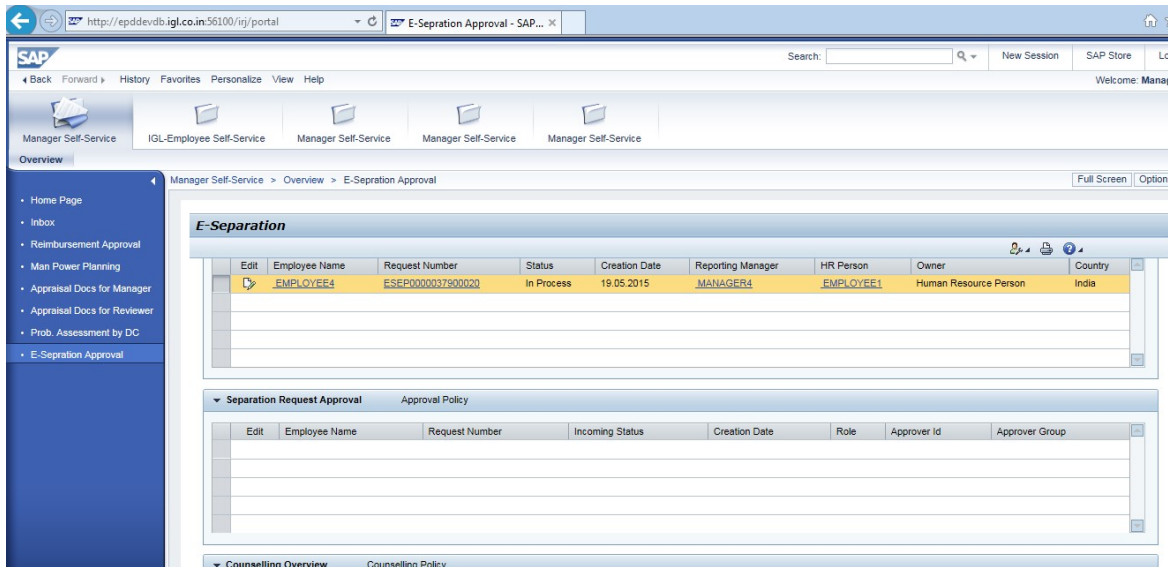 http://epddevdb.igl.co.in:56100/irj/portal
E-Sepration Approval - SAP...
SAP
Search:
New Session
SAP Store
Back Forward History Favorites Personalize View Help
Welcome:
Manager Self-Service
IGL-Employee Self-Service
Manager Self-Service
Manager Self-Service
Manager Self-Service
Overview
Manager Self-Service > Overview > E-Sepration Approval
Full Screen
Option
• Home Page
• Inbox
• Reimbursement Approval
• Man Power Planning
• Appraisal Docs for Manager
• Appraisal Docs for Reviewer
• Prob. Assessment by DC
• E-Sepration Approval
E-Separation
Edit Employee Name Request Number Status Creation Date Reporting Manager HR Person Owner Country
EMPLOYEE4 ESEP0000037900020 In Process 19.05.2015 MANAGER4 EMPLOYEE1 Human Resource Person India
Separation Request Approval Approval Policy
Edit Employee Name Request Number Incoming Status Creation Date Role Approver Id Approver Group
Counselling Overview Counselling Policy